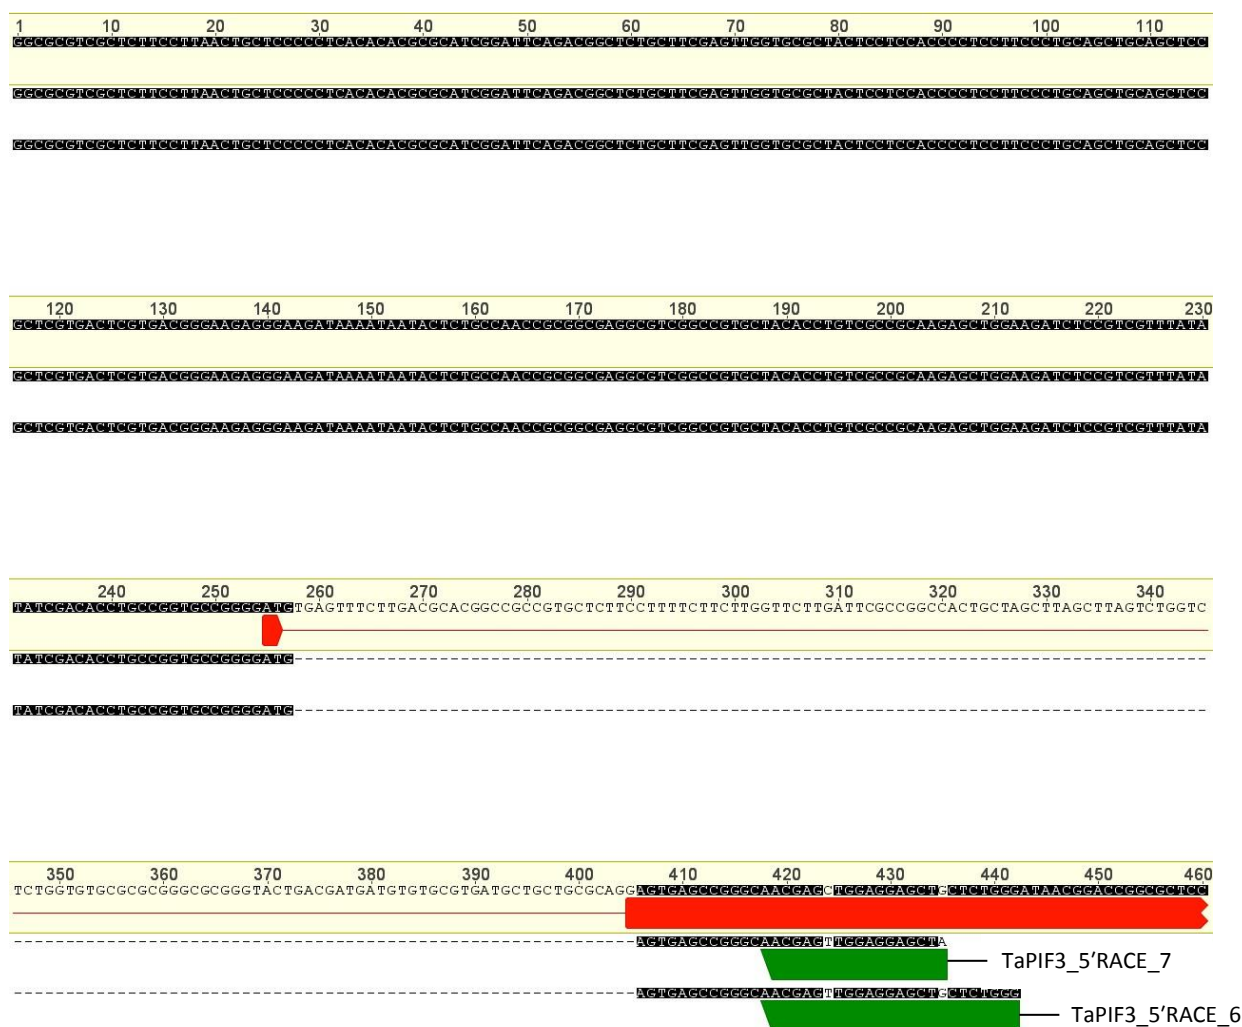 1 10 20 30 40 50 60 70 80 90 100 110
GGCGCGTCGCTCTTCCTTAACTGCTCCCCCTCACACACGCGCATCGGATTCAGACGGCTCTGCTTCGAGTTGGTGCGCTACTCCTCCACCCCTCCTTCCCTGCAGCTGCAGCTCC
GGCGCGTCGCTCTTCCTTAACTGCTCCCCCTCACACACGCGCATCGGATTCAGACGGCTCTGCTTCGAGTTGGTGCGCTACTCCTCCACCCCTCCTTCCCTGCAGCTGCAGCTCC
GGCGCGTCGCTCTTCCTTAACTGCTCCCCCTCACACACGCGCATCGGATTCAGACGGCTCTGCTTCGAGTTGGTGCGCTACTCCTCCACCCCTCCTTCCCTGCAGCTGCAGCTCC
120 130 140 150 160 170 180 190 200 210 220 230
GCTCGTGACTCGTGACGGGAAGAGGGAAGATAAAATAATACTCTGCCAACCGCGGCGAGGCGTCGGCCGTGCTACACCTGTCGCCGCAAGAGCTGGAAGATCTCCGTCGTTTATA
GCTCGTGACTCGTGACGGGAAGAGGGAAGATAAAATAATACTCTGCCAACCGCGGCGAGGCGTCGGCCGTGCTACACCTGTCGCCGCAAGAGCTGGAAGATCTCCGTCGTTTATA
GCTCGTGACTCGTGACGGGAAGAGGGAAGATAAAATAATACTCTGCCAACCGCGGCGAGGCGTCGGCCGTGCTACACCTGTCGCCGCAAGAGCTGGAAGATCTCCGTCGTTTATA
240 250 260 270 280 290 300 310 320 330 340
TATCGACACCTGCCGGTGCCGGGGATGTGAGTTTCTTGACGCACGGCCGCCGTGCTCTTCCTTTTCTTCTTGGTTCTTGATTCGCCGGCCACTGCTAGCTTAGCTTAGTCTGGTC
TATCGACACCTGCCGGTGCCGGGGATG
TATCGACACCTGCCGGTGCCGGGGATG
350 360 370 380 390 400 410 420 430 440 450 460
TCTGGTGTGCGCGCGGGCGCGGGTACTGACGATGATGTGTGCGTGATGCTGCTGCGCAGGAGTGAGCCGGGCAACGAGCTGGAGGAGCTGCTCTGGGATAACGGACCGGCGCTCC
AGTGAGCCGGGCAACGAGTTGGAGGAGCTA
TaPIF3_5’RACE_7
AGTGAGCCGGGCAACGAGTTGGAGGAGCTGCTCTGGG
TaPIF3_5’RACE_6